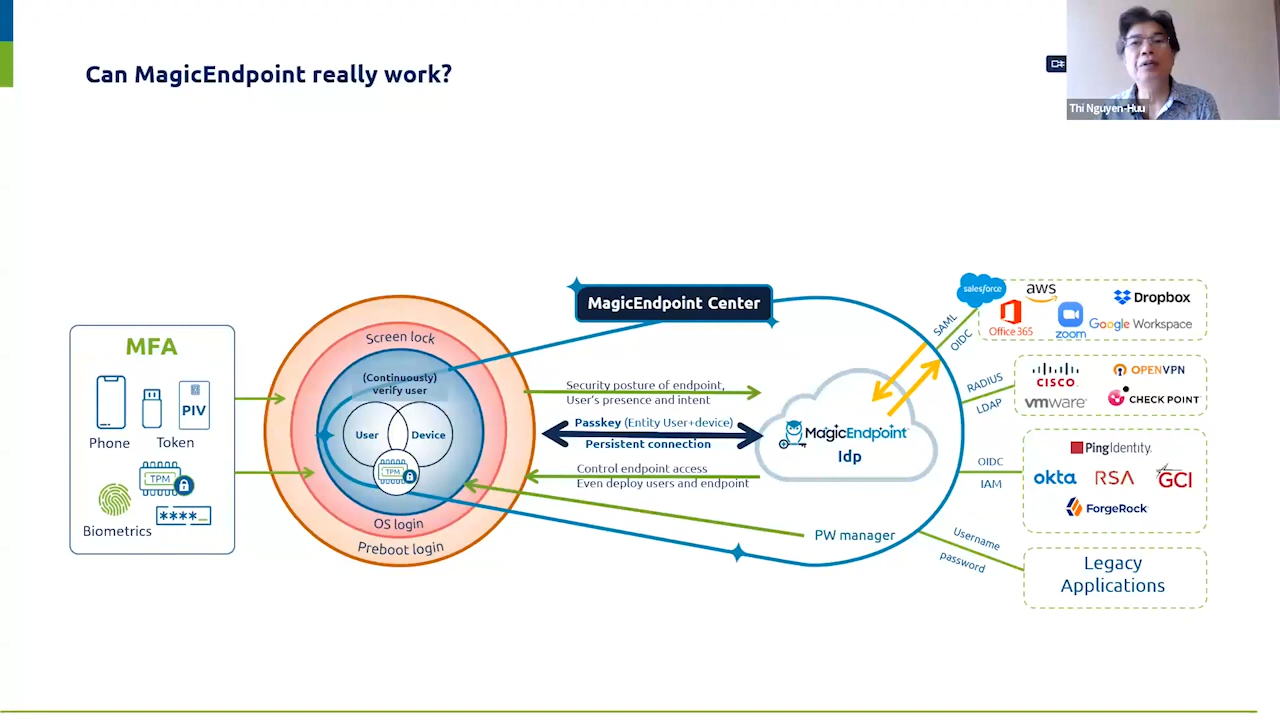 Can MagicEndpoint really work?
Thi Nguyen-Huu
MFA
PIV
Phone
Token
TPM
Biometrics
****_
Screen lock
(Continuously)
verify user
User
Device
TPM
OS login
Preboot login
MagicEndpoint Center
Security posture of endpoint,
User's presence and intent
Passkey (Entity User+device)
Persistent connection
Control endpoint access
Even deploy users and endpoint
PW manager
MagicEndpoint
Idp
SAML
OIDC
RADIUS
LDAP
OIDC
IAM
Username
password
salesforce
aws
Dropbox
Office 365
zoom
Google Workspace
CISCO
OPENVPN
vmware
CHECK POINT
PingIdentity
okta
RSA
GCI
ForgeRock
Legacy
Applications